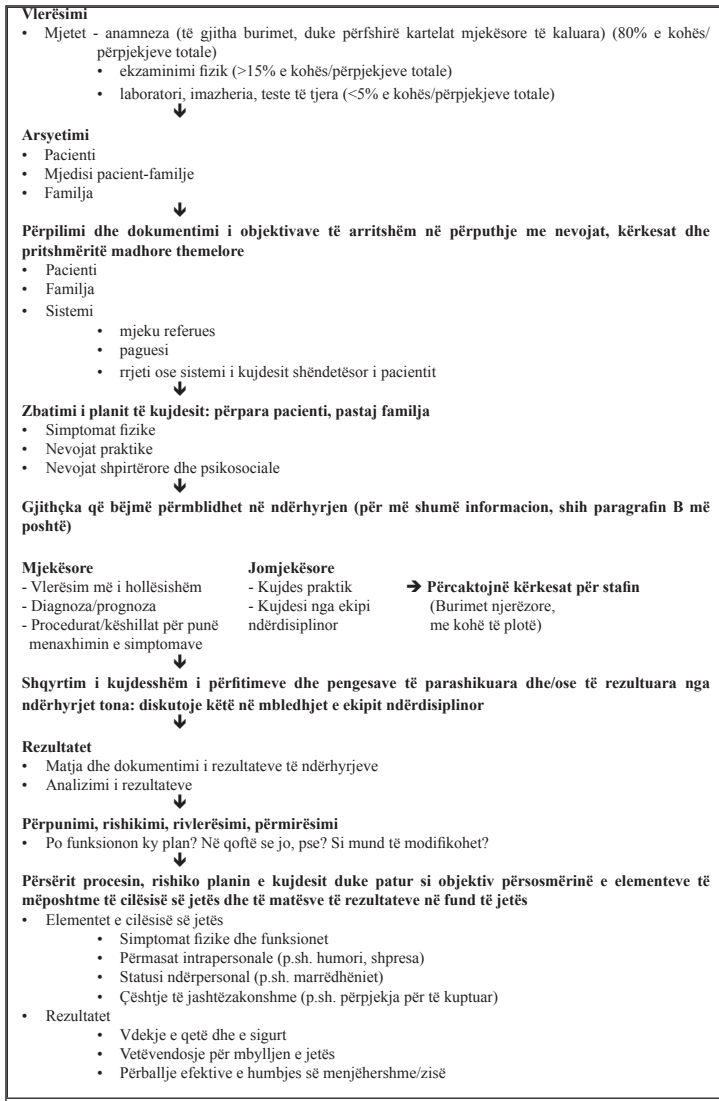 Vlerësimi
• Mjetet - anamneza (të gjitha burimet, duke përfshirë kartelat mjekësore të kaluara) (80% e kohës/
përpjekjeve totale)
• ekzaminimi fizik (>15% e kohës/përpjekjeve totale)
• laboratori, imazheria, teste të tjera (<5% e kohës/përpjekjeve totale)
🡻
Arsyetimi
• Pacienti
• Mjedisi pacient-familje
• Familja
🡻
Përpilimi dhe dokumentimi i objektivave të arritshëm në përputhje me nevojat, kërkesat dhe
pritshmëritë madhore themelore
• Pacienti
• Familja
• Sistemi
• mjeku referues
• paguesi
• rrjeti ose sistemi i kujdesit shëndetësor i pacientit
🡻
Zbatimi i planit të kujdesit: përpara pacienti, pastaj familja
• Simptomat fizike
• Nevojat praktike
• Nevojat shpirtërore dhe psikosociale
🡻
Gjithçka që bëjmë përmblidhet në ndërhyrjen (për më shumë informacion, shih paragrafin B më
poshtë)
Mjekësore
- Vlerësim më i hollësishëm
- Diagnoza/prognoza
- Procedurat/këshillat për punë
menaxhimin e simptomave
Jomjekësore
- Kujdes praktik
- Kujdesi nga ekipi
ndërdisiplinor
➔ Përcaktojnë kërkesat për stafin
(Burimet njerëzore,
me kohë të plotë)
🡻
Shqyrtim i kujdesshëm i përfitimeve dhe pengesave të parashikuara dhe/ose të rezultuara nga
ndërhyrjet tona: diskutoje këtë në mbledhjet e ekipit ndërdisiplinor
🡻
Rezultatet
• Matja dhe dokumentimi i rezultateve të ndërhyrjeve
• Analizimi i rezultateve
🡻
Përpunimi, rishikimi, rivlerësimi, përmirësimi
• Po funksionon ky plan? Në qoftë se jo, pse? Si mund të modifikohet?
🡻
Përsërit procesin, rishiko planin e kujdesit duke patur si objektiv përsosmërinë e elementeve të
mëposhtme të cilësisë së jetës dhe të matësve të rezultateve në fund të jetës
• Elementet e cilësisë së jetës
• Simptomat fizike dhe funksionet
• Përmasat intrapersonale (p.sh. humori, shpresa)
• Statusi ndërpersonal (p.sh. marrëdhëniet)
• Çështje të jashtëzakonshme (p.sh. përpjekja për të kuptuar)
• Rezultatet
• Vdekje e qetë dhe e sigurt
• Vetëvendosje për mbylljen e jetës
• Përballje efektive e humbjes së menjëhershme/zisë